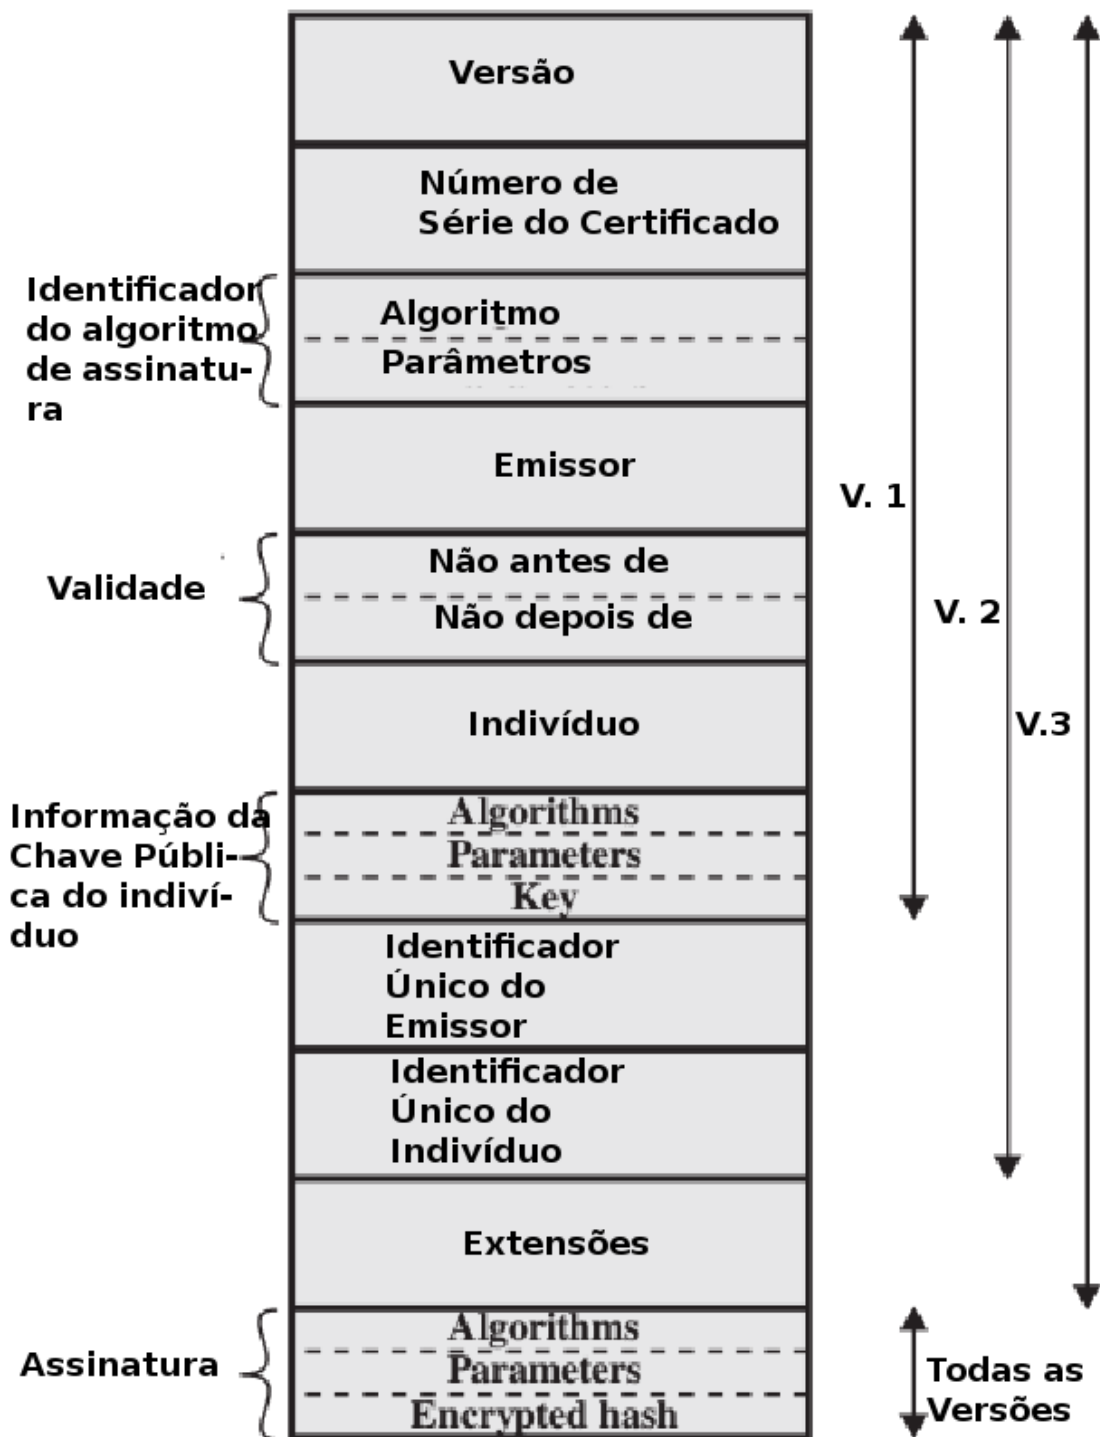 Versão
Número de
Série do Certificado
Identificador
do algoritmo
de assinatu-
ra
Algoritmo
Parâmetros
Emissor
V. 1
Validade
Não antes de
Não depois de
V. 2
Indivíduo
V.3
Informação da
Chave Públi-
ca do indiví-
duo
Algorithms
Parameters
Key
Identificador
Único do
Emissor
Identificador
Único do
Indivíduo
Extensões
Assinatura
Algorithms
Parameters
Encrypted hash
Todas as
Versões